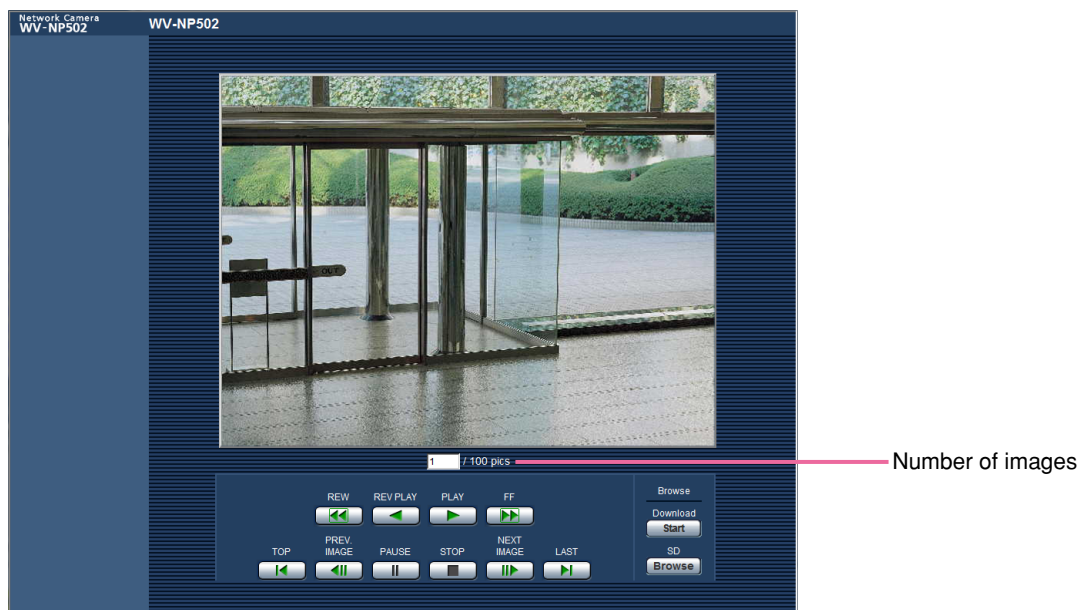 Network Camera
WV-NP502
WV-NP502
OUT
1 / 100 pics
Number of images
REW REV PLAY PLAY FF
TOP PREV. IMAGE PAUSE STOP NEXT IMAGE LAST
Browse
Download
Start
SD
Browse